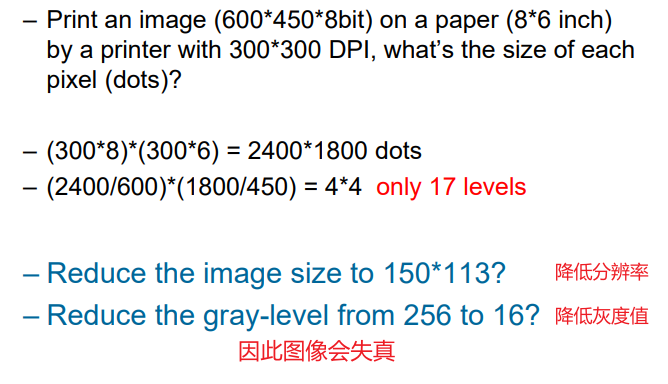 – Print an image (600*450*8bit) on a paper (8*6 inch)
by a printer with 300*300 DPI, what's the size of each
pixel (dots)?
– (300*8)*(300*6) = 2400*1800 dots
– (2400/600)*(1800/450) = 4*4 only 17 levels
– Reduce the image size to 150*113? 降低分辨率
– Reduce the gray-level from 256 to 16? 降低灰度值
因此图像会失真